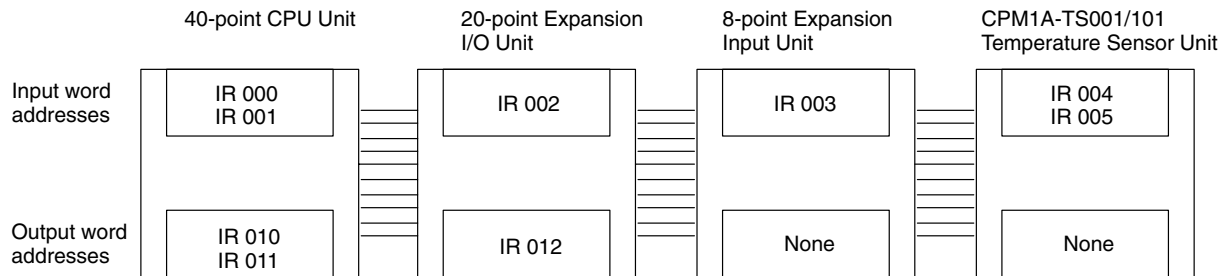 40-point CPU Unit
20-point Expansion
I/O Unit
8-point Expansion
Input Unit
CPM1A-TS001/101
Temperature Sensor Unit
Input word
addresses
IR 000
IR 001
IR 002
IR 003
IR 004
IR 005
Output word
addresses
IR 010
IR 011
IR 012
None
None